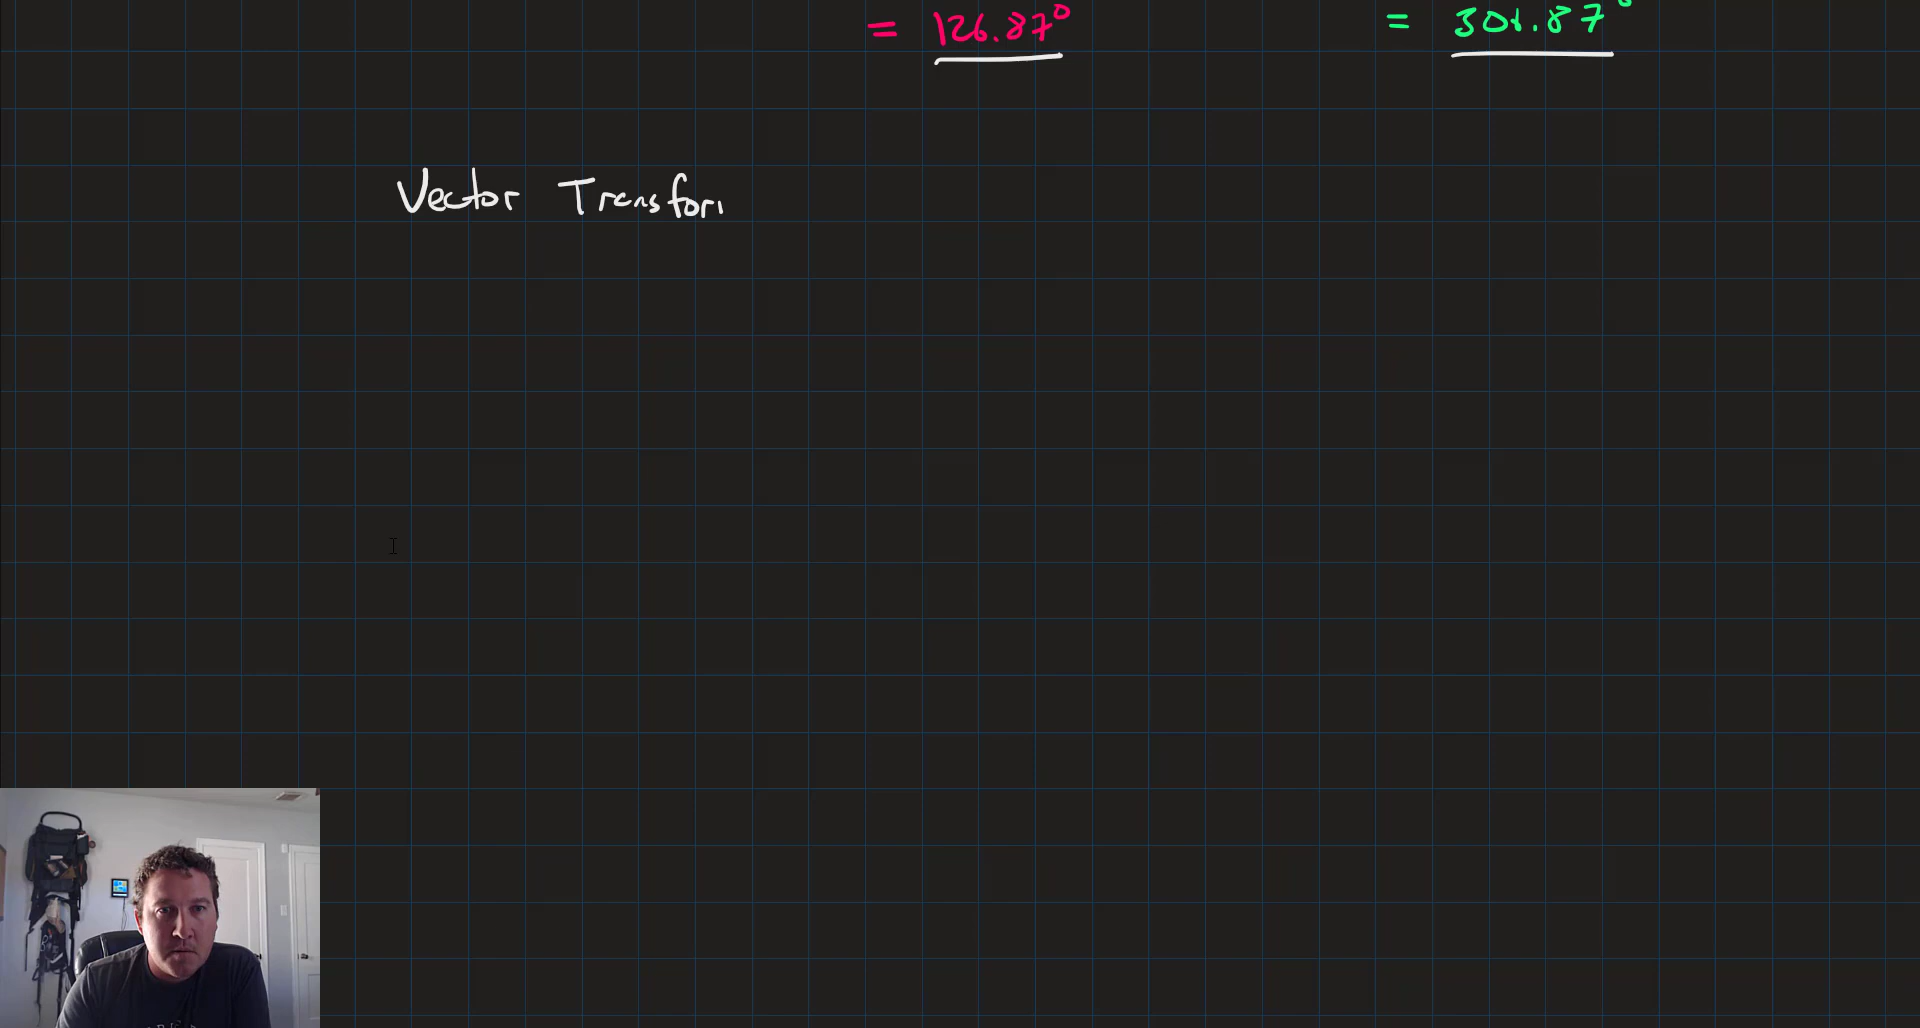 = 126.87° = 301.87°
Vector Transfor